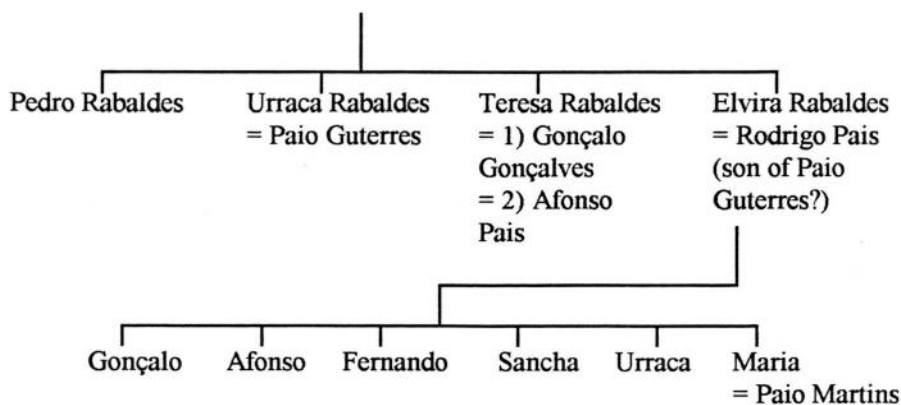 Pedro Rabaldes
Urraca Rabaldes
= Paio Guterres
Teresa Rabaldes
= 1) Gonçalo
Gonçalves
= 2) Afonso
Pais
Elvira Rabaldes
= Rodrigo Pais
(son of Paio
Guterres?)
Gonçalo
Afonso
Fernando
Sancha
Urraca
Maria
= Paio Martins